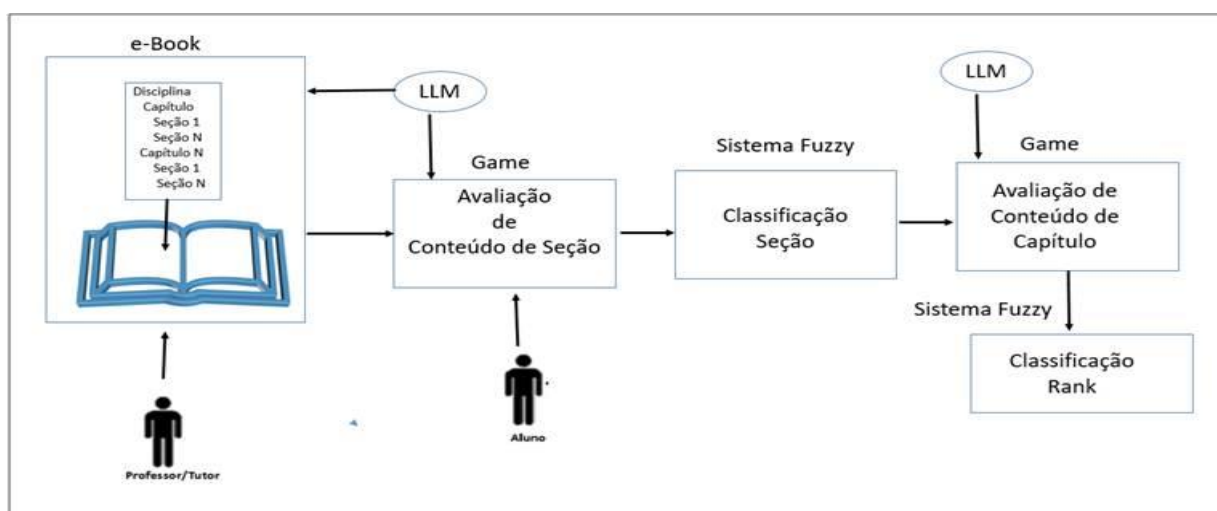 e-Book
Disciplina
Capítulo
Seção 1
Seção N
Capítulo N
Seção 1
Seção N
Professor/Tutor
LLM
Game
Avaliação
de
Conteúdo de Seção
Aluno
Sistema Fuzzy
Classificação
Seção
LLM
Game
Avaliação de
Conteúdo de
Capítulo
Sistema Fuzzy
Classificação
Rank